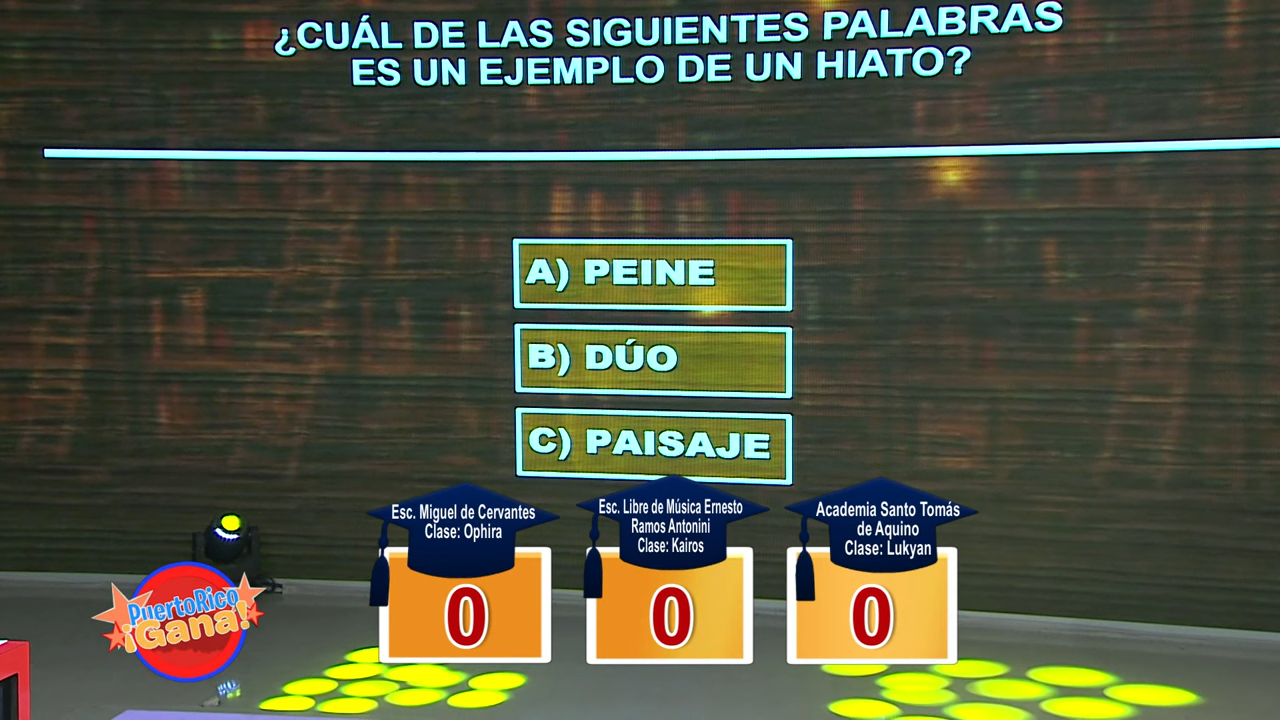 ¿CUÁL DE LAS SIGUIENTES PALABRAS
ES UN EJEMPLO DE UN HIATO?
A) PEINE
B) DÚO
C) PAISAJE
Esc. Miguel de Cervantes
Clase: Ophira
0
Esc. Libre de Música Ernesto
Ramos Antonini
Clase: Kairos
0
Academia Santo Tomás
de Aquino
Clase: Lukyan
0
PuertoRico
¡Gana!